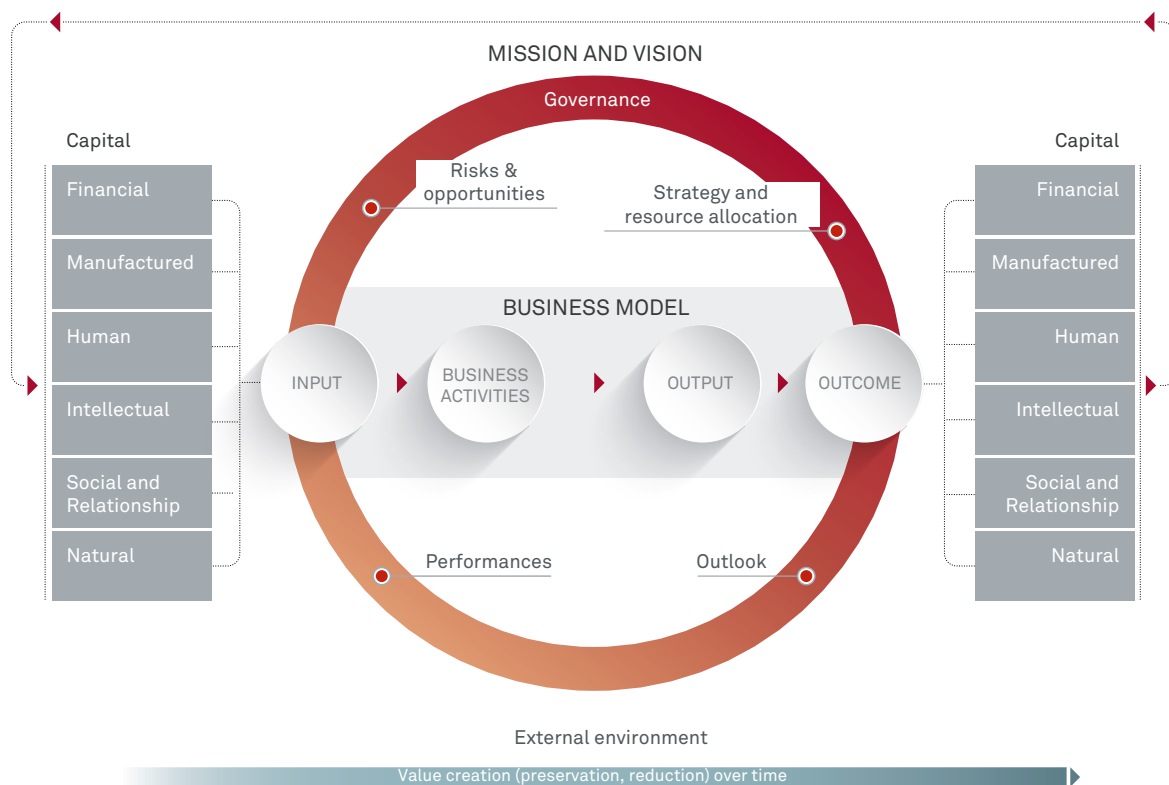 MISSION AND VISION
Governance
Capital
Financial
Manufactured
Human
Intellectual
Social and
Relationship
Natural
Risks &
opportunities
Strategy and
resource allocation
BUSINESS MODEL
INPUT
BUSINESS
ACTIVITIES
OUTPUT
OUTCOME
Performances
Outlook
Capital
Financial
Manufactured
Human
Intellectual
Social and
Relationship
Natural
External environment
Value creation (preservation, reduction) over time